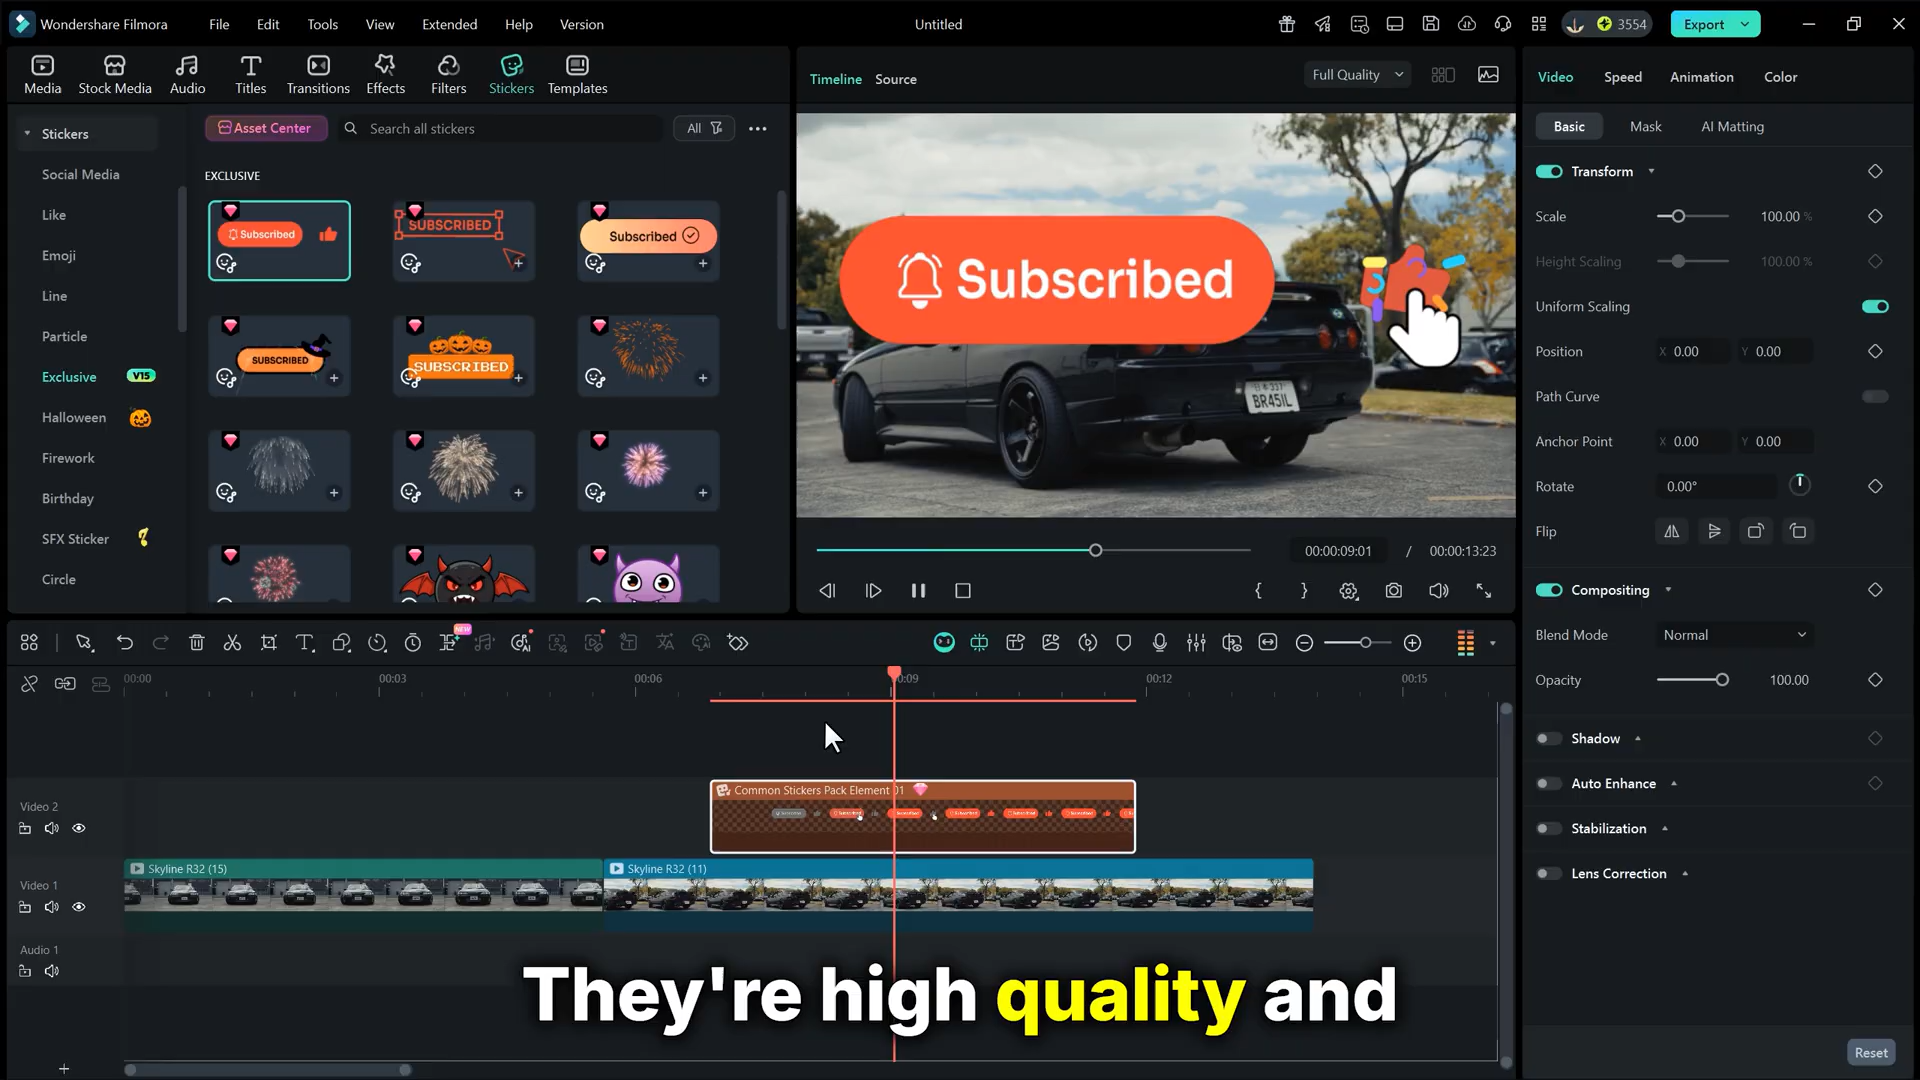 Wondershare Filmora File Edit Tools View Extended Help Version Untitled 3554 Export
Media Stock Media Audio Titles Transitions Effects Filters Stickers Templates
Stickers
Social Media
Like
Emoji
Line
Particle
Exclusive V15
Halloween
Firework
Birthday
SFX Sticker
Circle
Asset Center Search all stickers All
EXCLUSIVE
Subscribed SUBSCRIBED Subscribed
SUBSCRIBED SUBSCRIBED
Timeline Source Full Quality
Subscribed
BR45IL
00:00:09:01 / 00:00:13:23
Video Speed Animation Color
Basic Mask AI Matting
Transform
Scale 100.00 %
Height Scaling 100.00 %
Uniform Scaling
Position X 0.00 Y 0.00
Path Curve
Anchor Point X 0.00 Y 0.00
Rotate 0.00°
Flip
Compositing
Blend Mode Normal
Opacity 100.00
Shadow
Auto Enhance
Stabilization
Lens Correction
Reset
NEW
00:00 00:03 00:06 00:09 00:12 00:15
Video 2
Common Stickers Pack Element 01
Video 1
Skyline R32 (15) Skyline R32 (11)
Audio 1
They're high quality and